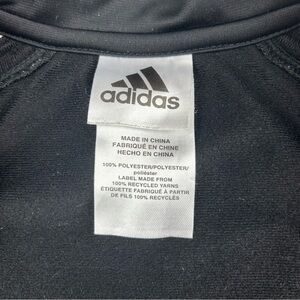 adidas
MADE IN CHINA
FABRIQUÉ EN CHINE
HECHO EN CHINA
100% POLYESTER/POLYESTER/
poliéster
LABEL MADE FROM
100% RECYCLED YARNS
ÉTIQUETTE FABRIQUÉ À PARTIR
DE FILS 100% RECYCLÉS